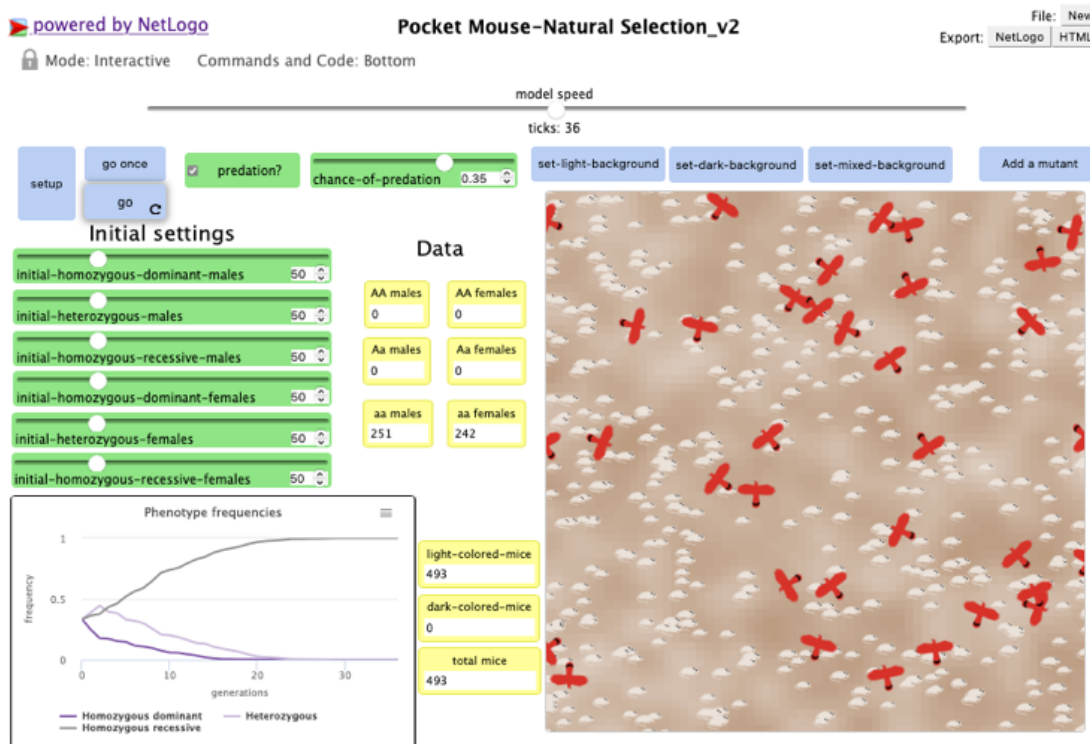 powered by NetLogo
Pocket Mouse-Natural Selection_v2
File: New
Export: NetLogo HTML
Mode: Interactive Commands and Code: Bottom
model speed
ticks: 36
setup
go once
go
predation?
chance-of-predation 0.35
set-light-background
set-dark-background
set-mixed-background
Add a mutant
Initial settings
initial-homozygous-dominant-males 50
initial-heterozygous-males 50
initial-homozygous-recessive-males 50
initial-homozygous-dominant-females 50
initial-heterozygous-females 50
initial-homozygous-recessive-females 50
Data
AA males
0
AA females
0
Aa males
0
Aa females
0
aa males
251
aa females
242
Phenotype frequencies
frequency
1
0.5
0
0 10 20 30
generations
Homozygous dominant Heterozygous
Homozygous recessive
light-colored-mice
493
dark-colored-mice
0
total mice
493